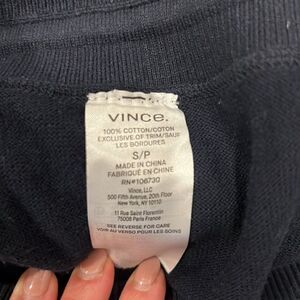 VINCE.
100% COTTON/COTON
EXCLUSIVE OF TRIM/SAUF
LES BORDURES
S/P
MADE IN CHINA
FABRIQUÉ EN CHINE
RN#106730
Vince, LLC
500 Fifth Avenue, 20th Floor
New York, NY 10110
11 Rue Saint Florentin
75008 Paris France
SEE REVERSE FOR CARE
VOIR AU VERSO POUR LES SOINS